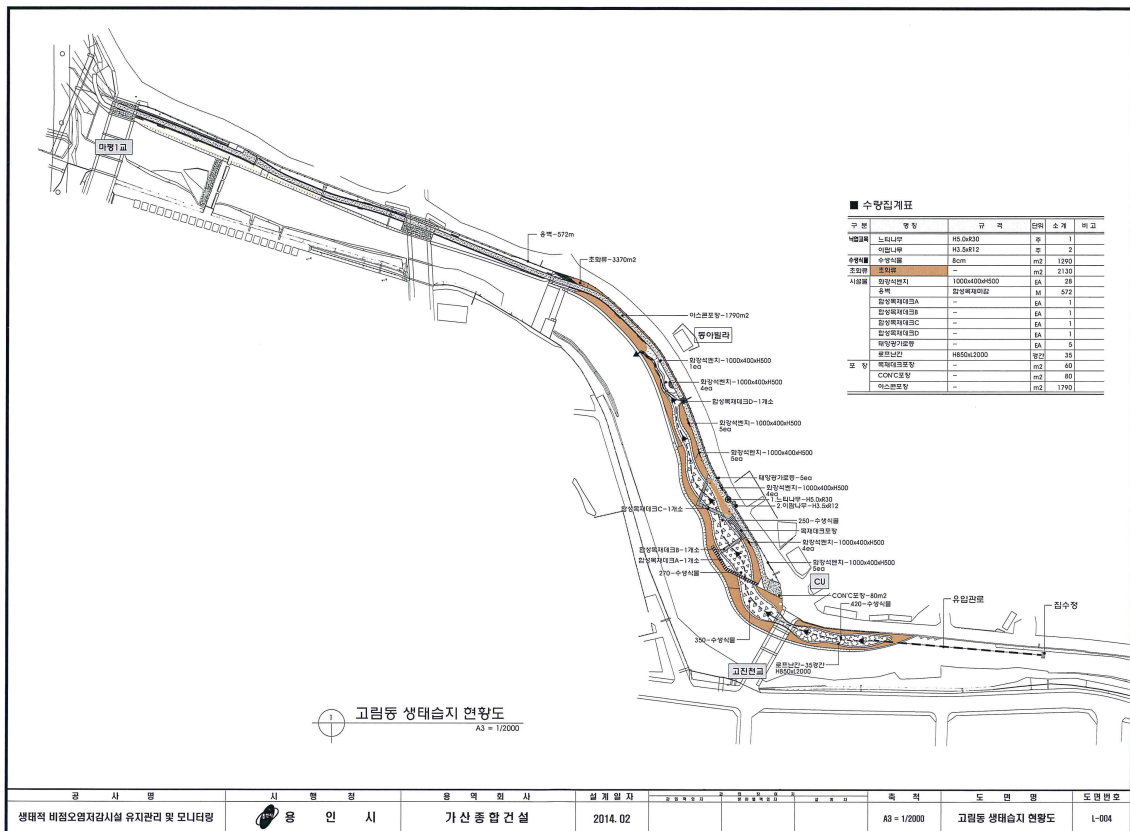 마평1교
옹벽-572m
초화류-3370m2
아스콘포장-1790m2
동아빌라
화강석벤치-1000x400xH500
1ea
화강석벤치-1000x400xH500
4ea
합성목재데크D-1개소
화강석벤치-1000x400xH500
5ea
화강석벤치-1000x400xH500
5ea
태양광가로등-5ea
화강석벤치-1000x400xH500
4ea
1.느티나무-H5.0xR30
2.이팝나무-H3.5xR12
합성목재데크C-1개소
250-수생식물
목재데크포장
화강석벤치-1000x400xH500
4ea
합성목재데크B-1개소
합성목재데크A-1개소
화강석벤치-1000x400xH500
5ea
270-수생식물
CU
CON'C포장-80m2
420-수생식물
유입관로
집수정
350-수생식물
고진천교
로프난간-35경간
H850xL2000
■ 수량집계표
구 분 명 칭 규 격 단위 소 계 비 고
낙엽교목 느티나무 H5.0xR30 주 1
이팝나무 H3.5xR12 주 2
수생식물 수생식물 8cm m2 1290
초화류 초화류 - m2 2130
시설물 화강석벤치 1000x400xH500 EA 28
옹벽 합성목재마감 M 572
합성목재데크A - EA 1
합성목재데크B - EA 1
합성목재데크C - EA 1
합성목재데크D - EA 1
태양광가로등 - EA 5
로프난간 H850xL2000 경간 35
포 장 목재데크포장 - m2 60
CON'C포장 - m2 80
아스콘포장 - m2 1790
1
고림동 생태습지 현황도
A3 = 1/2000
공 사 명 시 행 청 용 역 회 사 설 계 일 자 축 척 도 면 명 도 면 번 호
생태적 비점오염저감시설 유지관리 및 모니터링 용 인 시 가 산 종 합 건 설 2014. 02 A3 = 1/2000 고림동 생태습지 현황도 L-004